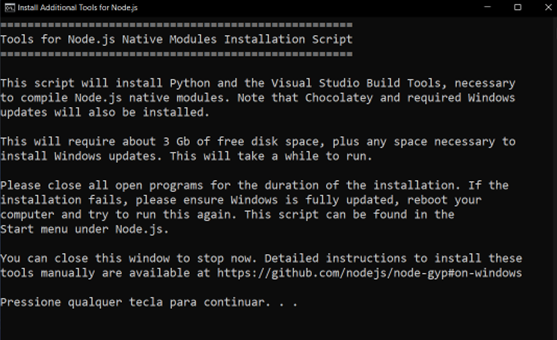 Install Additional Tools for Node.js
====================================================
Tools for Node.js Native Modules Installation Script
====================================================
This script will install Python and the Visual Studio Build Tools, necessary
to compile Node.js native modules. Note that Chocolatey and required Windows
updates will also be installed.
This will require about 3 Gb of free disk space, plus any space necessary to
install Windows updates. This will take a while to run.
Please close all open programs for the duration of the installation. If the
installation fails, please ensure Windows is fully updated, reboot your
computer and try to run this again. This script can be found in the
Start menu under Node.js.
You can close this window to stop now. Detailed instructions to install these
tools manually are available at https://github.com/nodejs/node-gyp#on-windows
Pressione qualquer tecla para continuar. . .